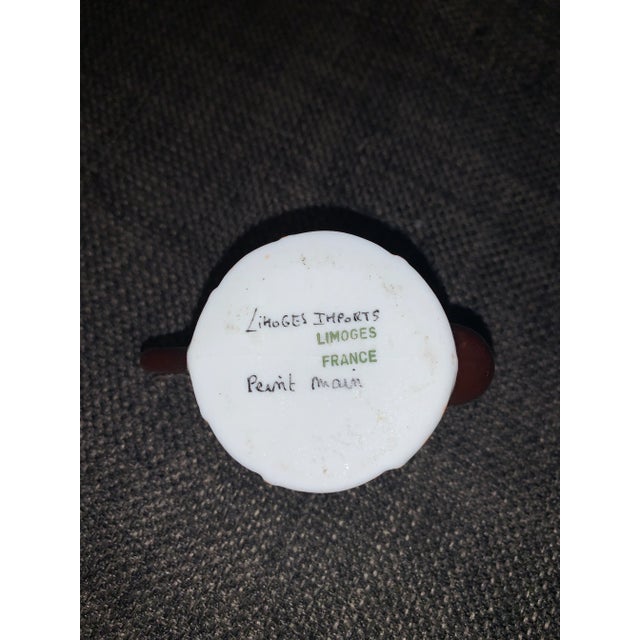 LIMOGES IMPORTS
LIMOGES
FRANCE
Peint main